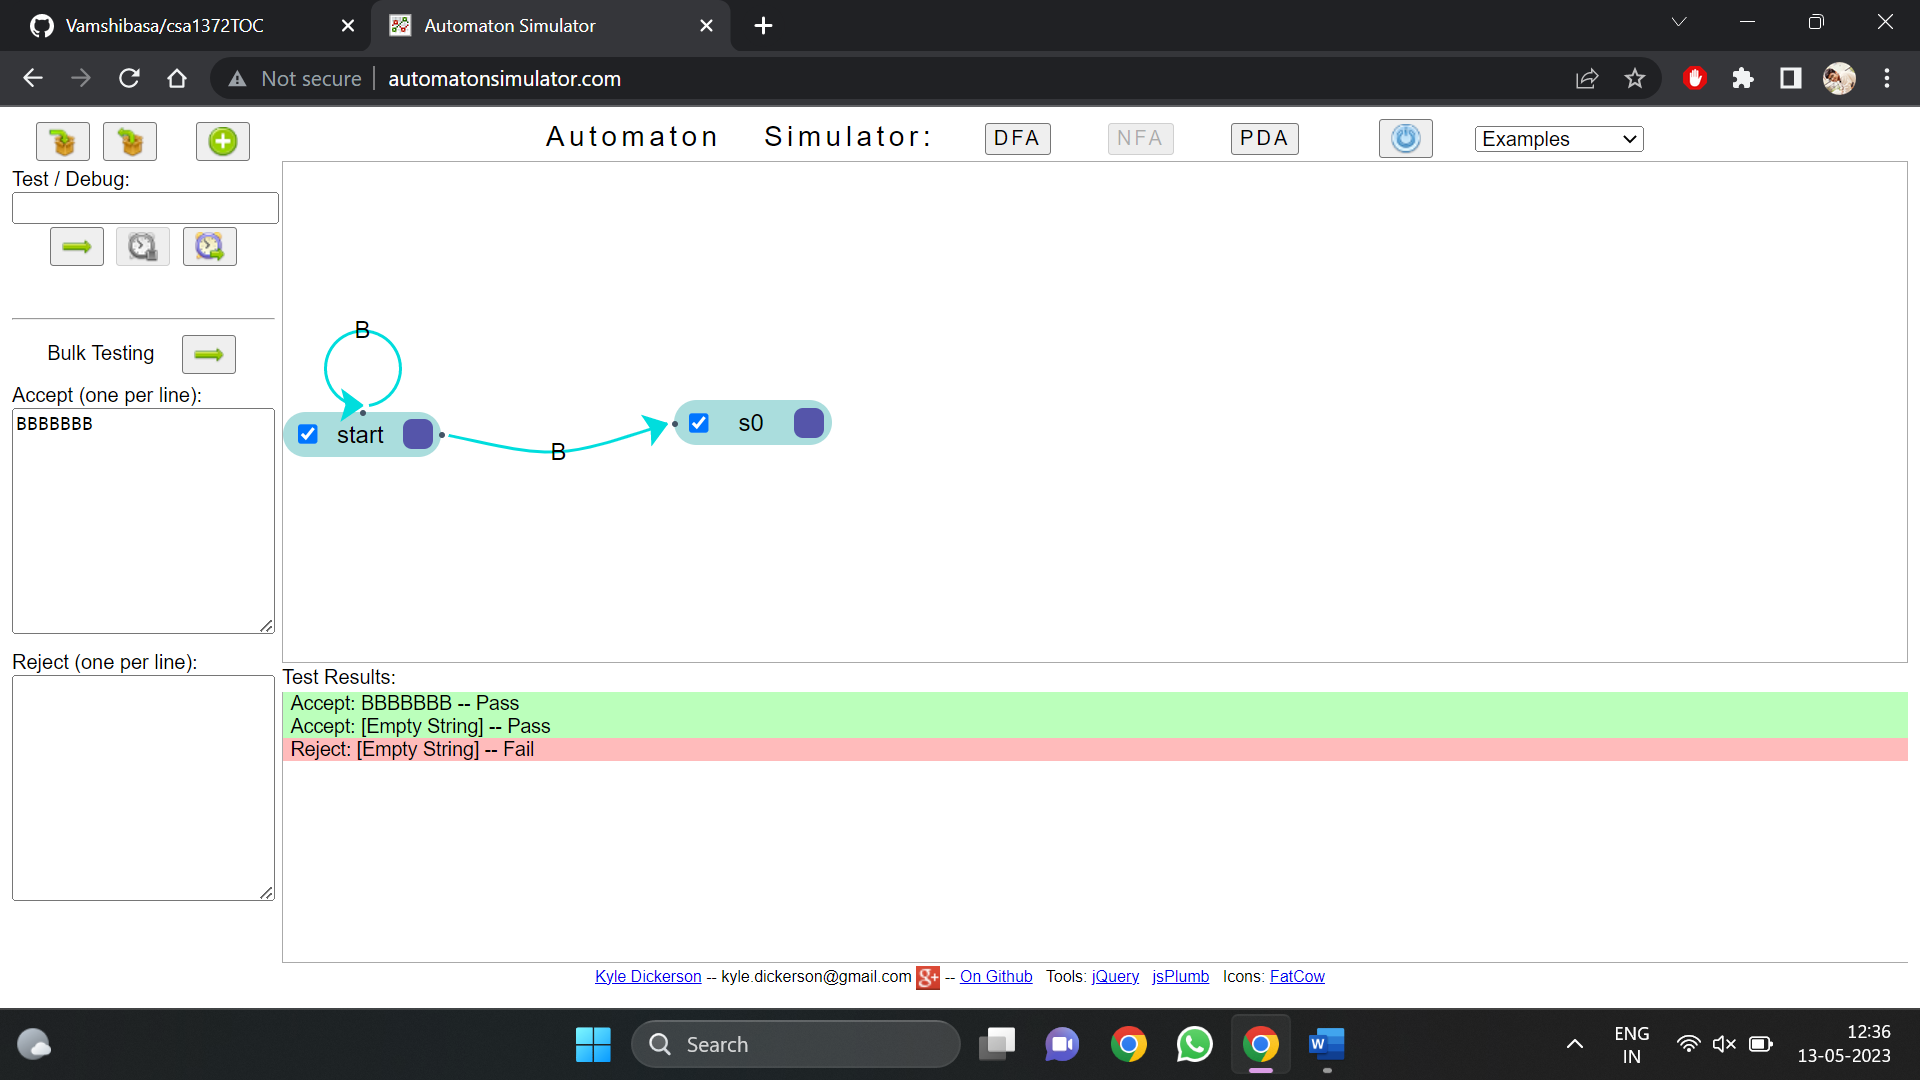 Vamshibasa/csa1372TOC
Automaton Simulator
Not secure
automatonsimulator.com
Automaton Simulator:
DFA
NFA
PDA
Examples
Test / Debug:
Bulk Testing
Accept (one per line):
BBBBBBB
Reject (one per line):
B
start
B
s0
Test Results:
Accept: BBBBBBB -- Pass
Accept: [Empty String] -- Pass
Reject: [Empty String] -- Fail
Kyle Dickerson -- kyle.dickerson@gmail.com g+ -- On Github Tools: jQuery jsPlumb Icons: FatCow
Search
W
ENG
IN
12:36
13-05-2023